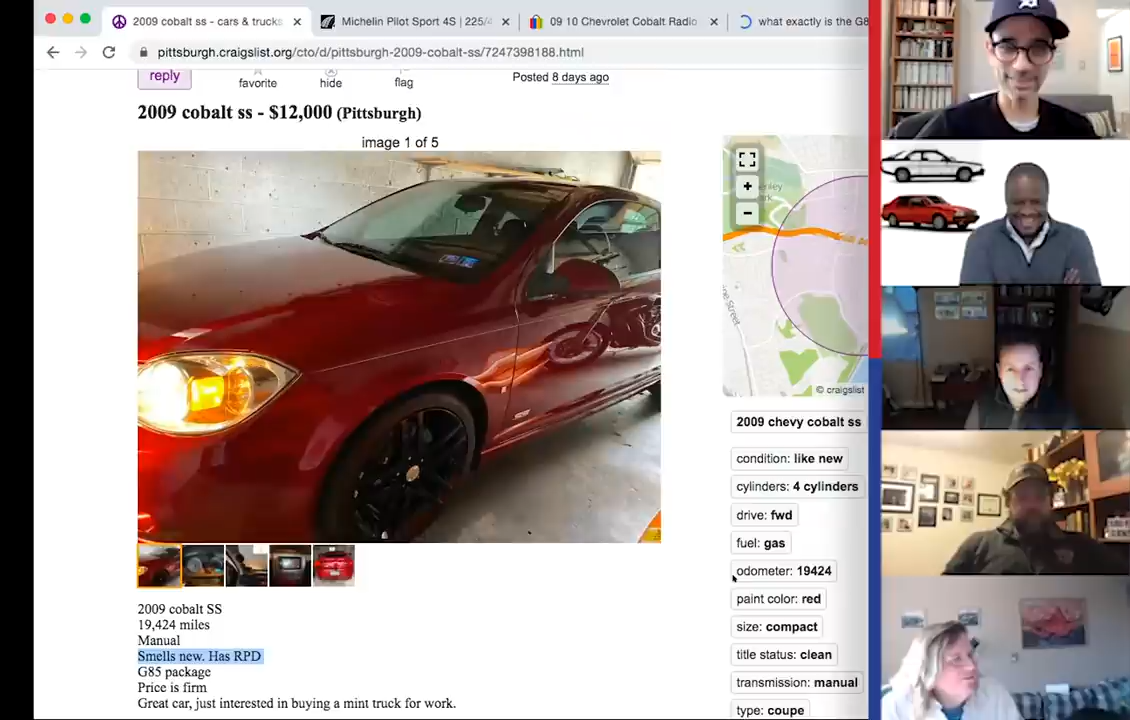 2009 cobalt ss - cars & trucks
Michelin Pilot Sport 4S | 225/4
09 10 Chevrolet Cobalt Radio
what exactly is the G8
pittsburgh.craigslist.org/cto/d/pittsburgh-2009-cobalt-ss/7247398188.html
reply
favorite
hide
flag
Posted 8 days ago
2009 cobalt ss - $12,000 (Pittsburgh)
image 1 of 5
+
−
© craigslist
2009 chevy cobalt ss
condition: like new
cylinders: 4 cylinders
drive: fwd
fuel: gas
odometer: 19424
paint color: red
size: compact
title status: clean
transmission: manual
type: coupe
2009 cobalt SS
19,424 miles
Manual
Smells new. Has RPD
G85 package
Price is firm
Great car, just interested in buying a mint truck for work.